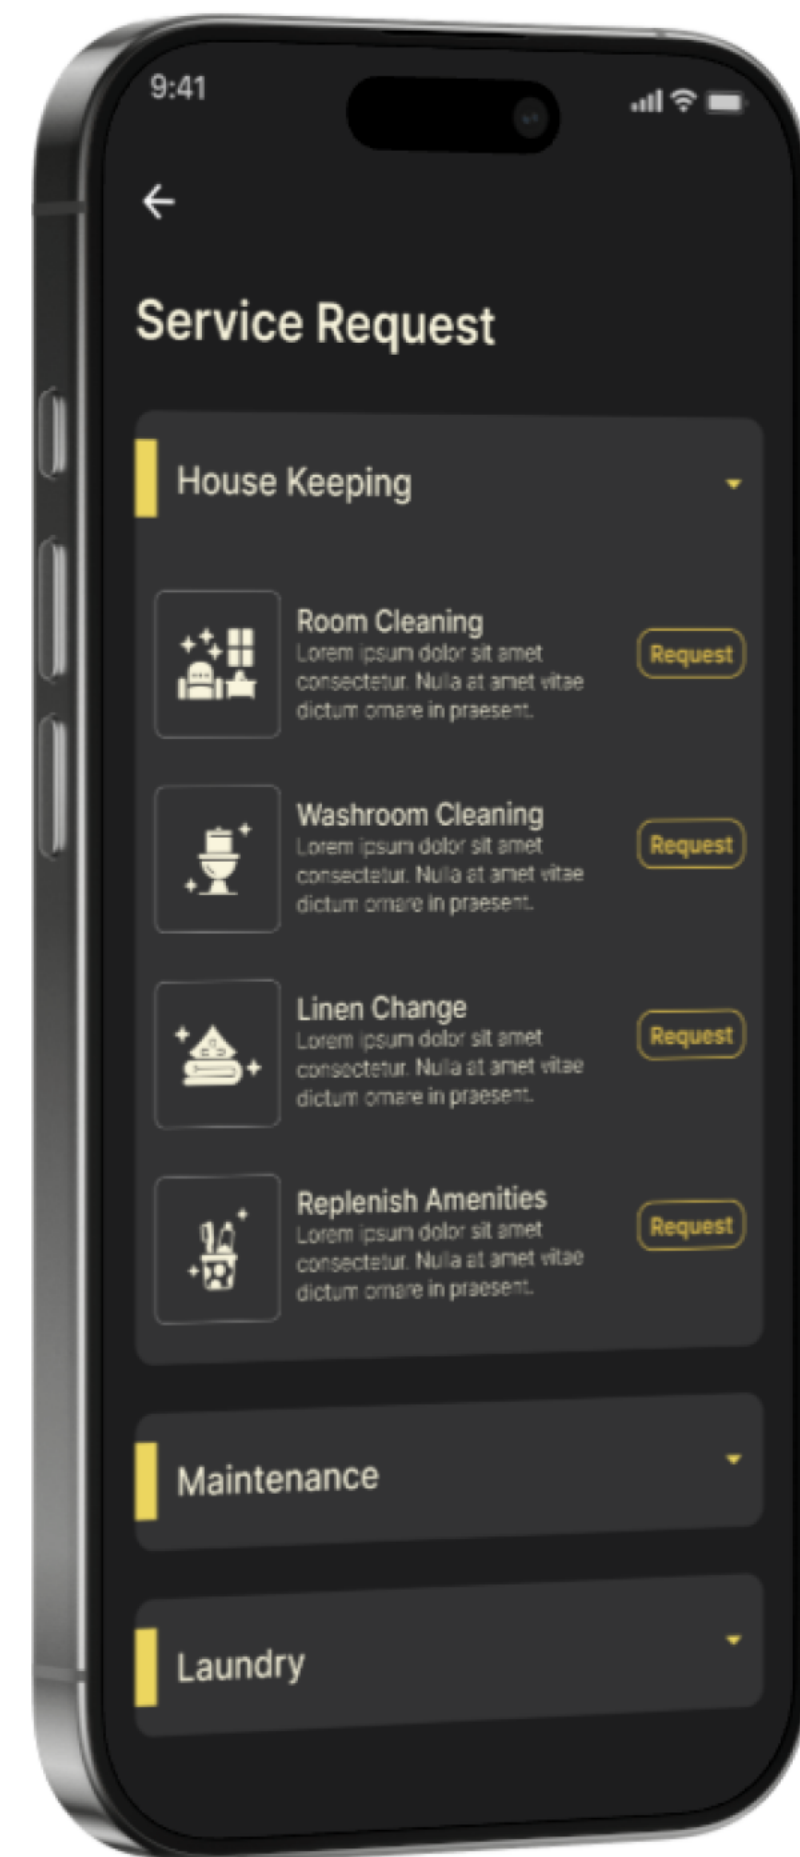 9:41
Service Request
House Keeping
Room Cleaning
Lorem ipsum dolor sit amet
consectetur. Nulla at amet vitae
dictum ornare in praesent.
Request
Washroom Cleaning
Lorem ipsum dolor sit amet
consectetur. Nulla at amet vitae
dictum ornare in praesent.
Request
Linen Change
Lorem ipsum dolor sit amet
consectetur. Nulla at amet vitae
dictum ornare in praesent.
Request
Replenish Amenities
Lorem ipsum dolor sit amet
consectetur. Nulla at amet vitae
dictum ornare in praesent.
Request
Maintenance
Laundry